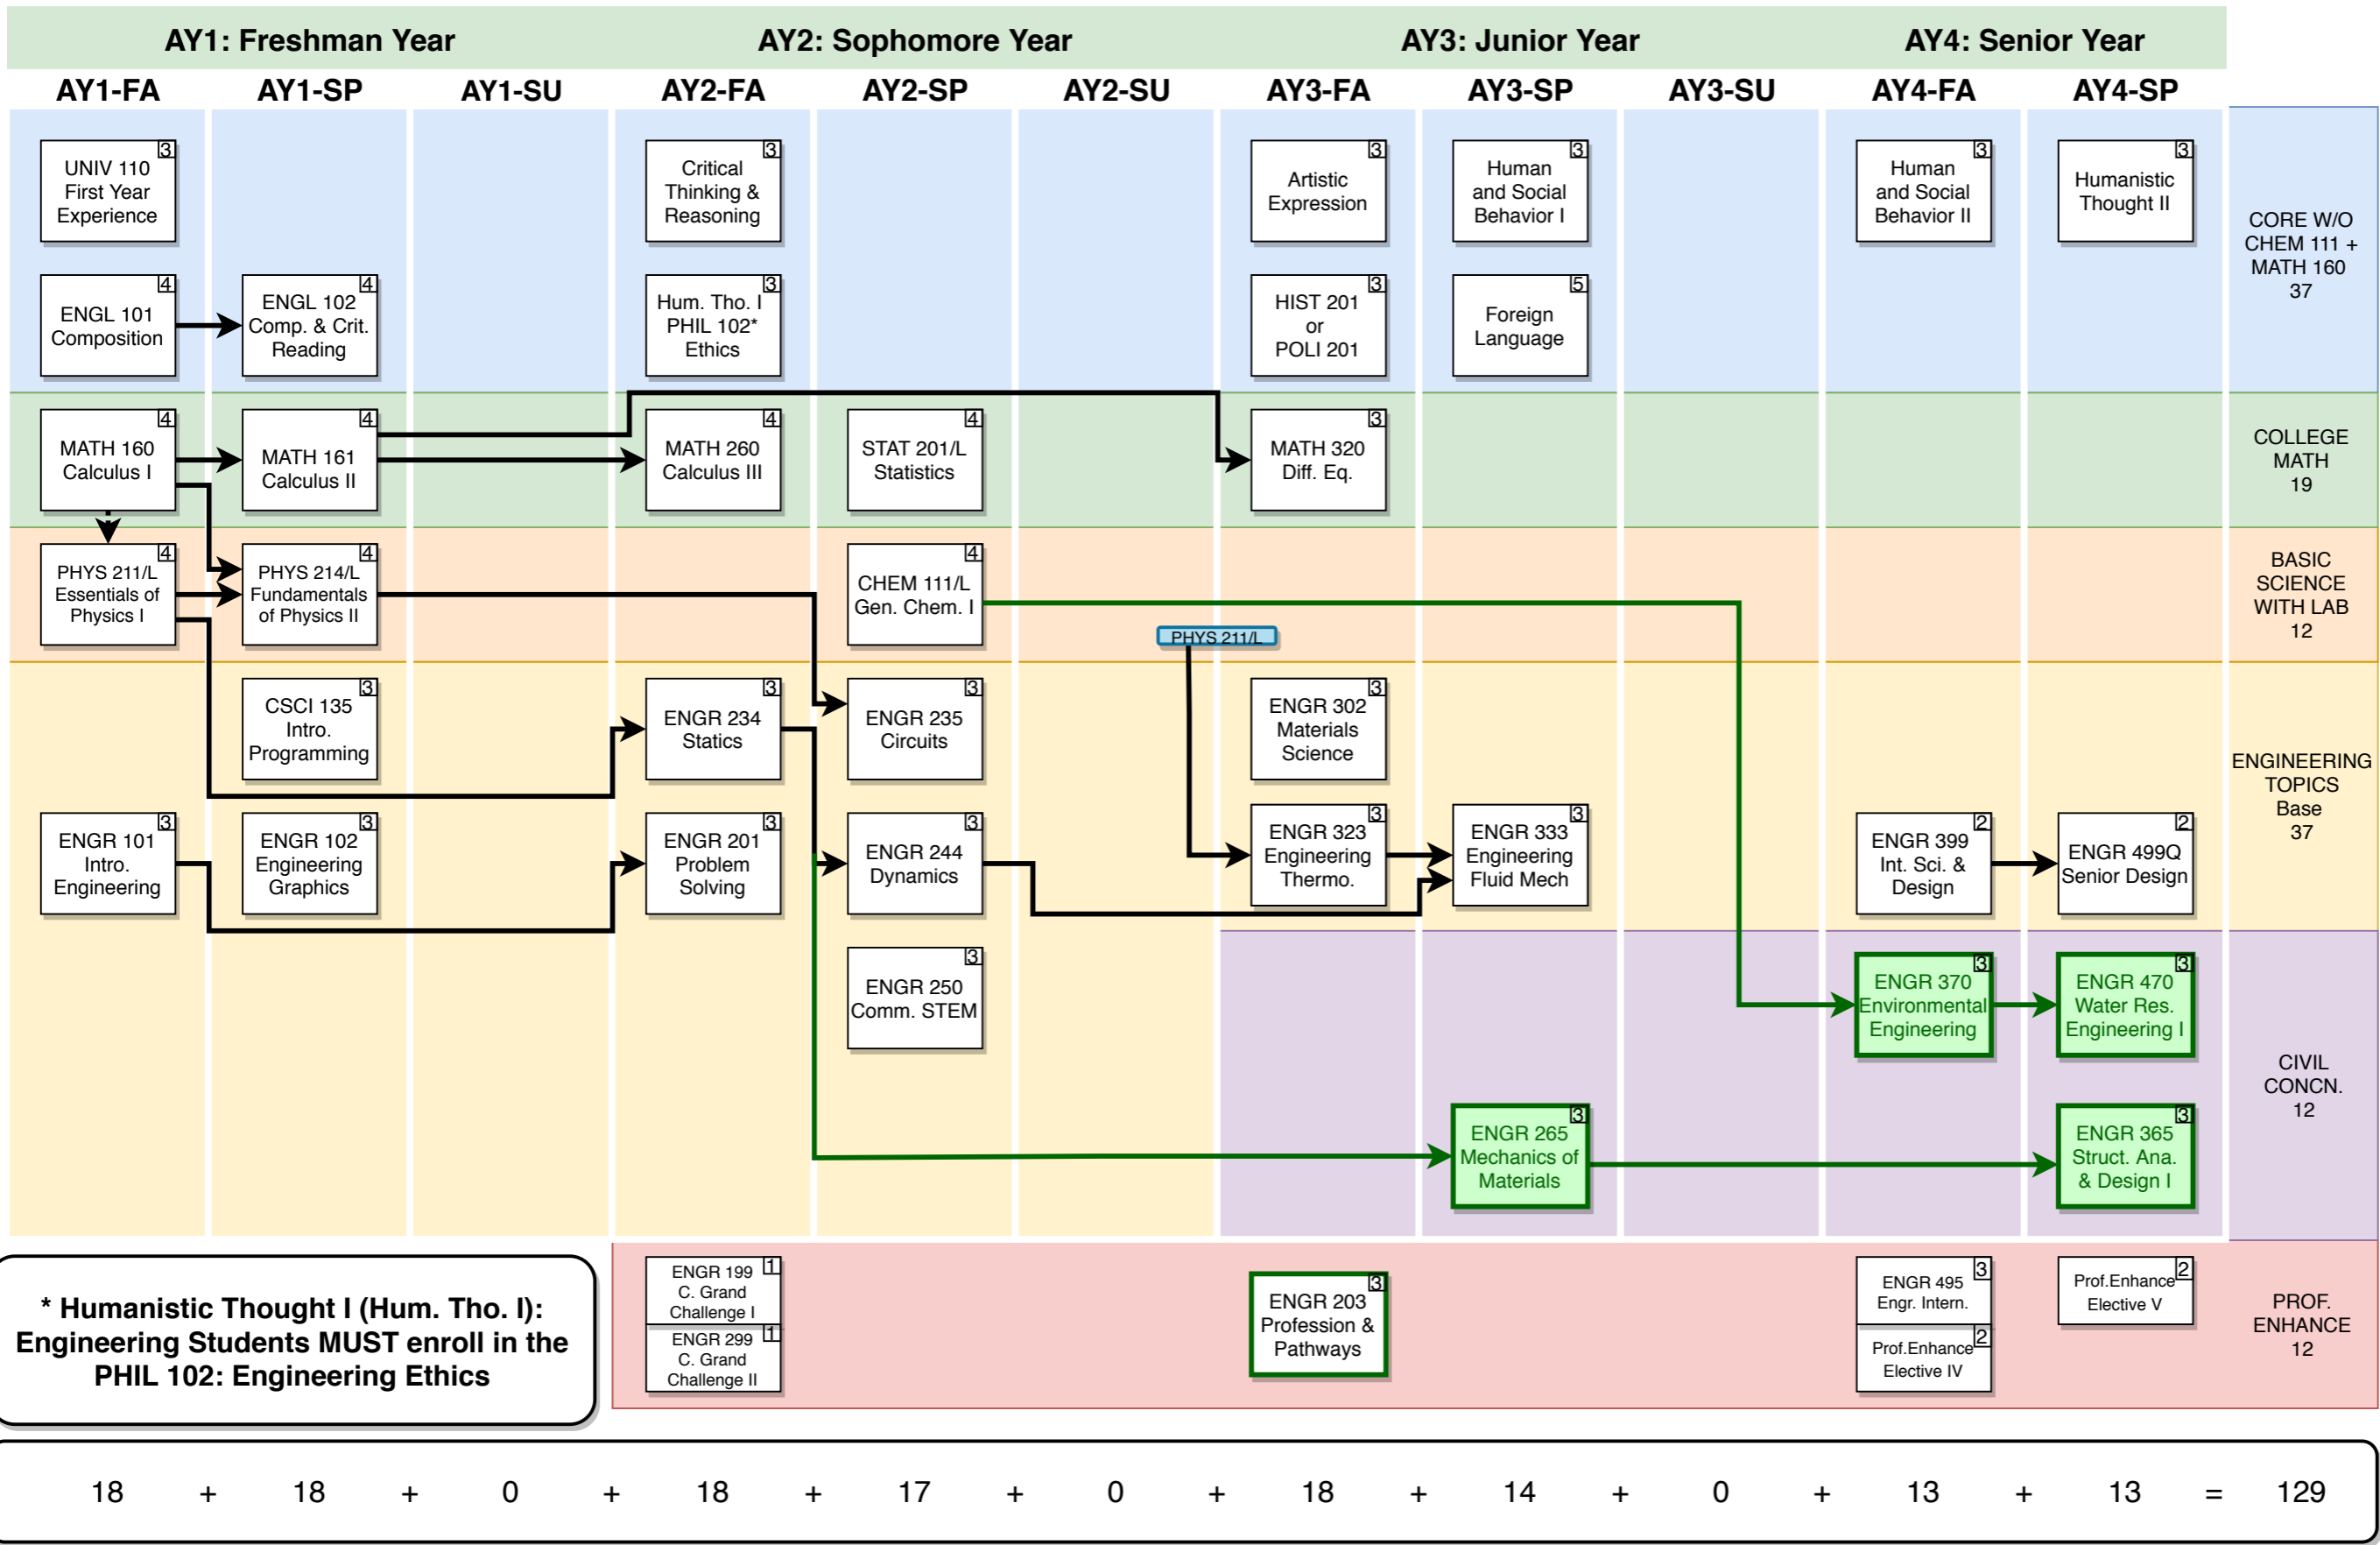 AY1: Freshman Year
AY2: Sophomore Year
AY3: Junior Year
AY4: Senior Year
AY1-FA
AY1-SP
AY1-SU
AY2-FA
AY2-SP
AY2-SU
AY3-FA
AY3-SP
AY3-SU
AY4-FA
AY4-SP
3
UNIV 110
First Year
Experience
3
Critical
Thinking &
Reasoning
3
Artistic
Expression
3
Human
and Social
Behavior I
3
Human
and Social
Behavior II
3
Humanistic
Thought II
CORE W/O
CHEM 111 +
MATH 160
37
4
ENGL 101
Composition
4
ENGL 102
Comp. & Crit.
Reading
3
Hum. Tho. I
PHIL 102*
Ethics
3
HIST 201
or
POLI 201
5
Foreign
Language
4
MATH 160
Calculus I
4
MATH 161
Calculus II
4
MATH 260
Calculus III
4
STAT 201/L
Statistics
3
MATH 320
Diff. Eq.
COLLEGE
MATH
19
4
PHYS 211/L
Essentials of
Physics I
4
PHYS 214/L
Fundamentals
of Physics II
4
CHEM 111/L
Gen. Chem. I
PHYS 211/L
BASIC
SCIENCE
WITH LAB
12
3
CSCI 135
Intro.
Programming
3
ENGR 234
Statics
3
ENGR 235
Circuits
3
ENGR 302
Materials
Science
ENGINEERING
TOPICS
Base
37
3
ENGR 101
Intro.
Engineering
3
ENGR 102
Engineering
Graphics
3
ENGR 201
Problem
Solving
3
ENGR 244
Dynamics
3
ENGR 323
Engineering
Thermo.
3
ENGR 333
Engineering
Fluid Mech
2
ENGR 399
Int. Sci. &
Design
2
ENGR 499Q
Senior Design
3
ENGR 250
Comm. STEM
3
ENGR 370
Environmental
Engineering
3
ENGR 470
Water Res.
Engineering I
CIVIL
CONCN.
12
3
ENGR 265
Mechanics of
Materials
3
ENGR 365
Struct. Ana.
& Design I
* Humanistic Thought I (Hum. Tho. I):
Engineering Students MUST enroll in the
PHIL 102: Engineering Ethics
1
ENGR 199
C. Grand
Challenge I
1
ENGR 299
C. Grand
Challenge II
3
ENGR 203
Profession &
Pathways
3
ENGR 495
Engr. Intern.
2
Prof.Enhance
Elective IV
2
Prof.Enhance
Elective V
PROF.
ENHANCE
12
18 + 18 + 0 + 18 + 17 + 0 + 18 + 14 + 0 + 13 + 13 = 129